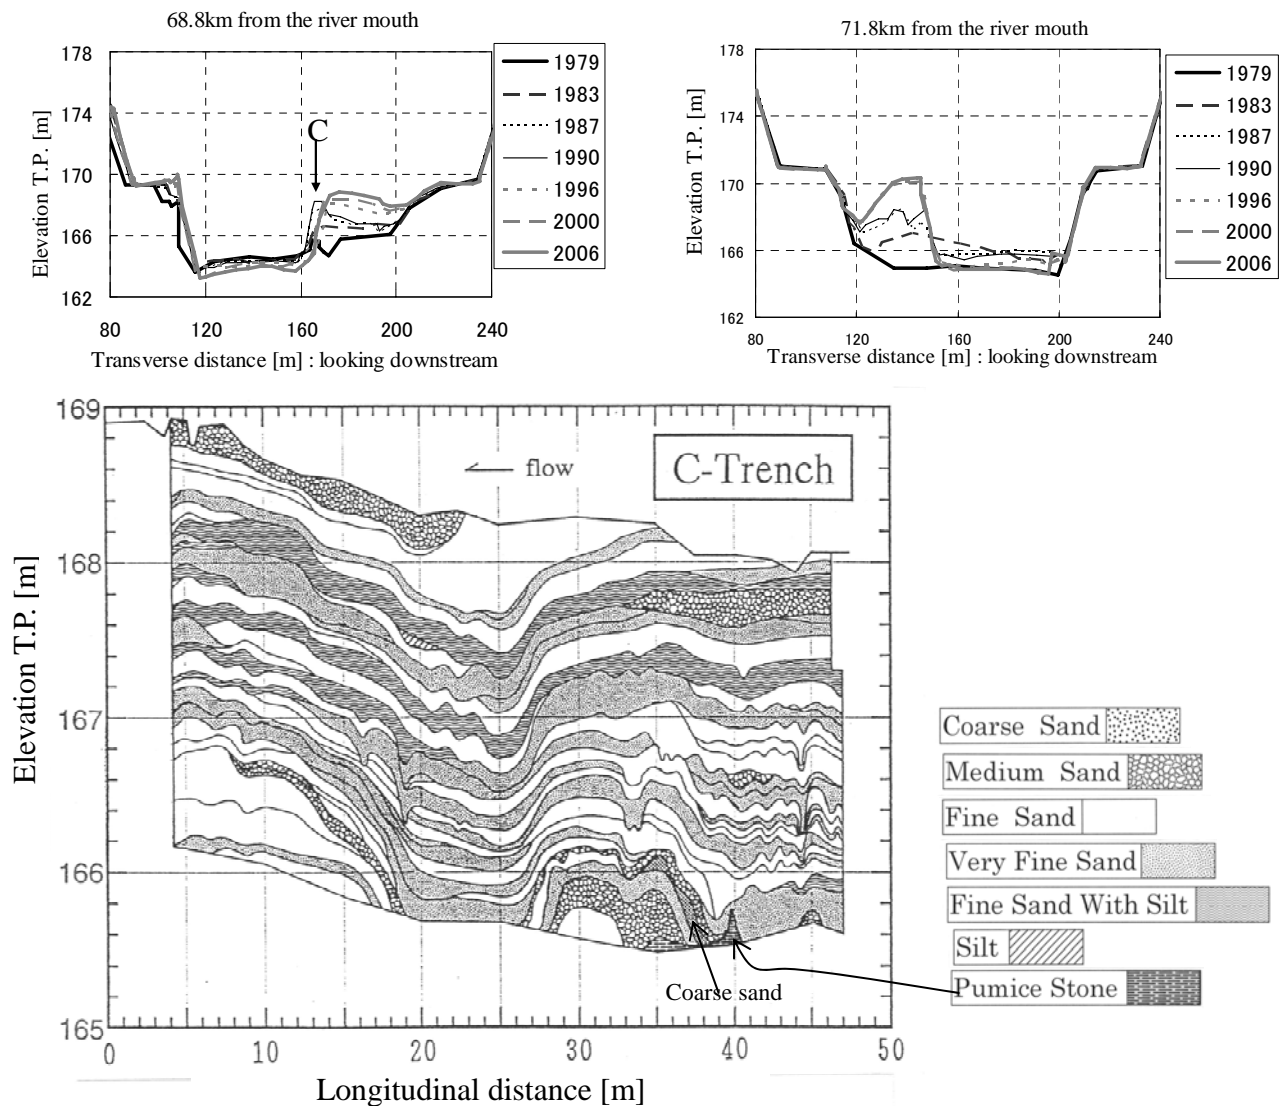 68.8km from the river mouth
Elevation T.P. [m]
178
174
170
166
162
C
80
120
160
200
240
Transverse distance [m] : looking downstream
1979
1983
1987
1990
1996
2000
2006
71.8km from the river mouth
Elevation T.P. [m]
178
174
170
166
162
80
120
160
200
240
Transverse distance [m] : looking downstream
1979
1983
1987
1990
1996
2000
2006
Elevation T.P. [m]
169
168
167
166
165
flow
C-Trench
Coarse sand
0
10
20
30
40
50
Longitudinal distance [m]
Coarse Sand
Medium Sand
Fine Sand
Very Fine Sand
Fine Sand With Silt
Silt
Pumice Stone